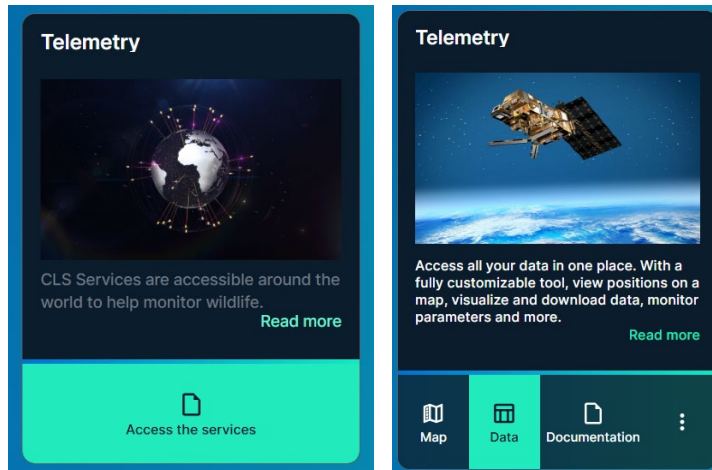 Telemetry
CLS Services are accessible around the
world to help monitor wildlife.
Read more
Access the services
Telemetry
Access all your data in one place. With a
fully customizable tool, view positions on a
map, visualize and download data, monitor
parameters and more.
Read more
Map
Data
Documentation